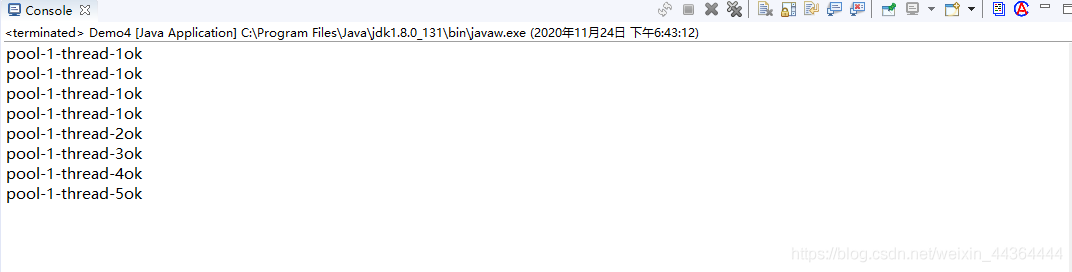 Console
<terminated> Demo4 [Java Application] C:\Program Files\Java\jdk1.8.0_131\bin\javaw.exe (2020年11月24日 下午6:43:12)
pool-1-thread-1ok
pool-1-thread-1ok
pool-1-thread-1ok
pool-1-thread-1ok
pool-1-thread-2ok
pool-1-thread-3ok
pool-1-thread-4ok
pool-1-thread-5ok
https://blog.csdn.net/weixin_44364444